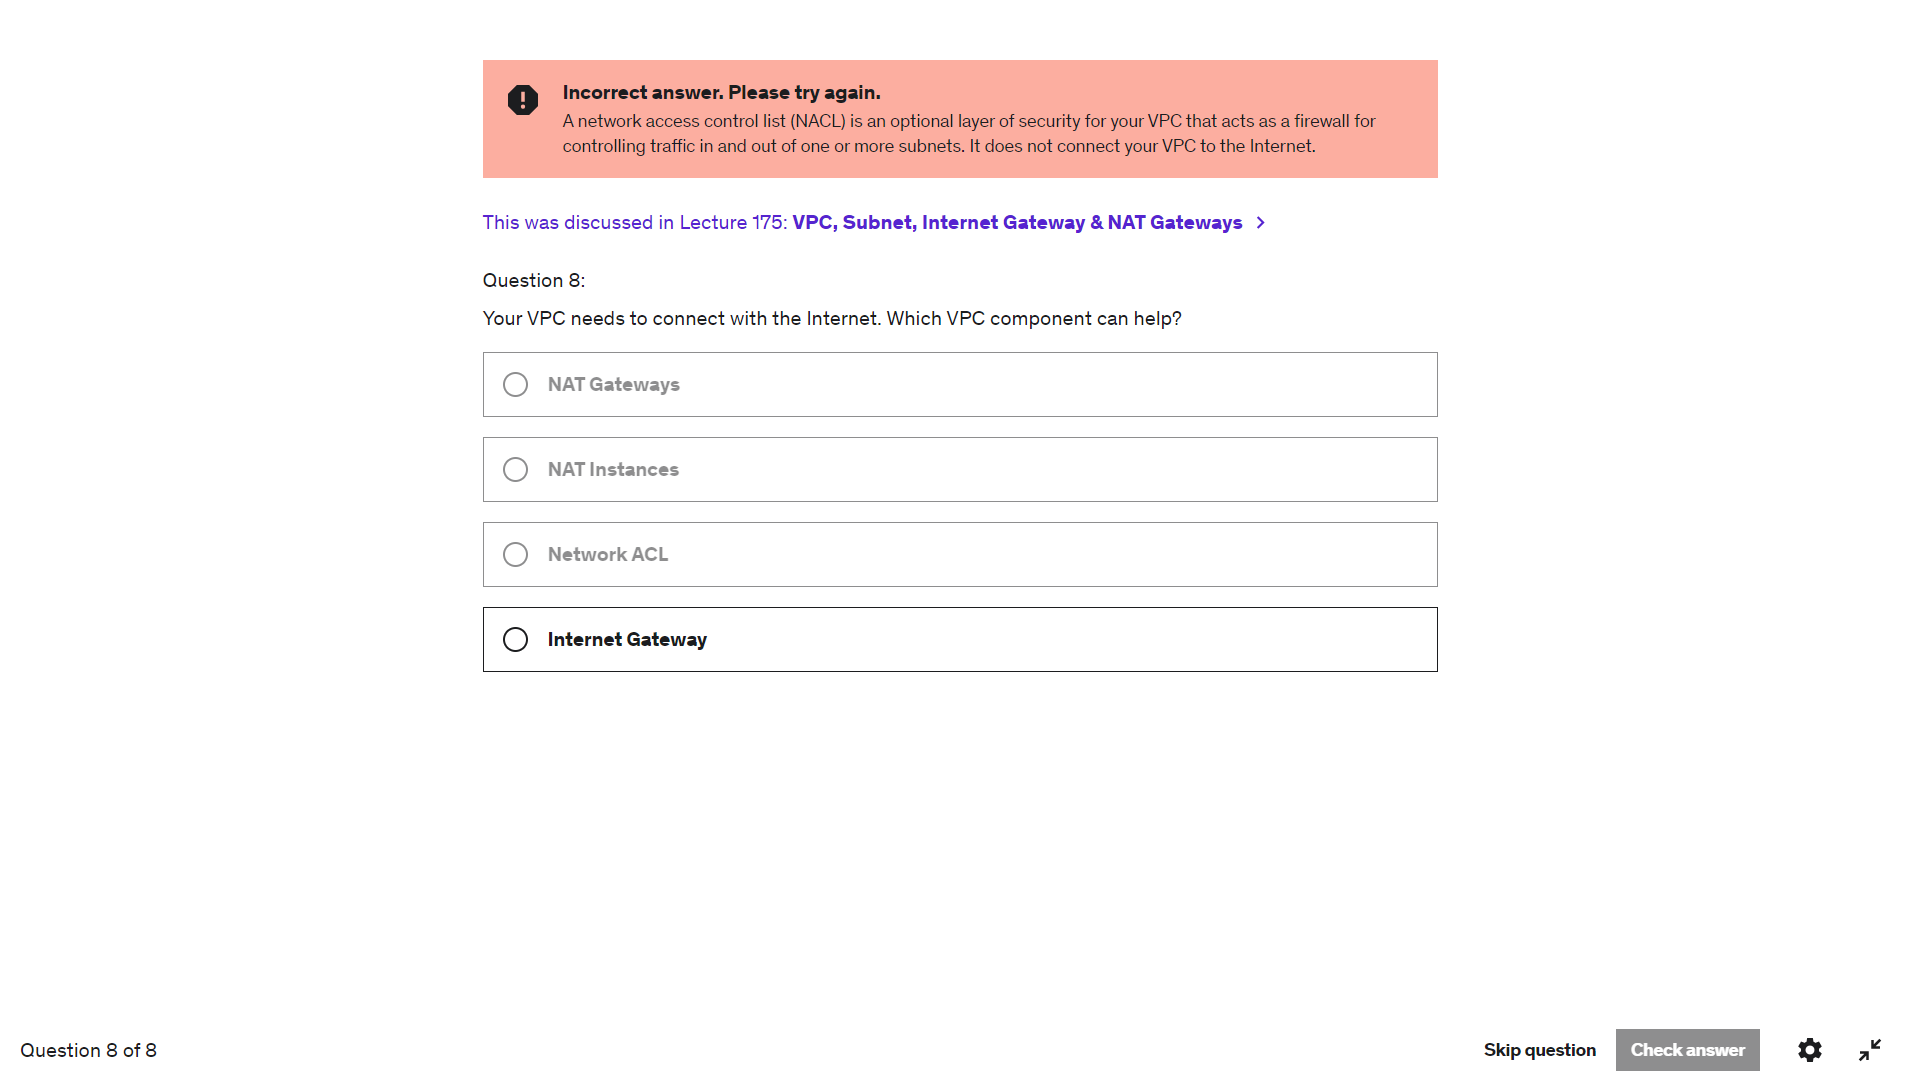 Incorrect answer. Please try again.
A network access control list (NACL) is an optional layer of security for your VPC that acts as a firewall for
controlling traffic in and out of one or more subnets. It does not connect your VPC to the Internet.
This was discussed in Lecture 175: VPC, Subnet, Internet Gateway & NAT Gateways
Question 8:
Your VPC needs to connect with the Internet. Which VPC component can help?
NAT Gateways
NAT Instances
Network ACL
Internet Gateway
Question 8 of 8
Skip question
Check answer